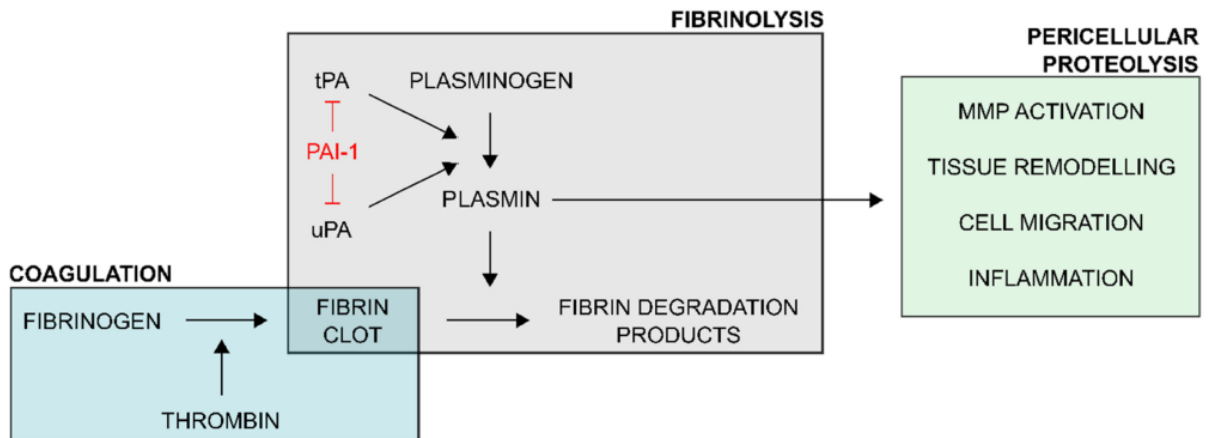 FIBRINOLYSIS
PERICELLULAR
PROTEOLYSIS
tPA
PLASMINOGEN
MMP ACTIVATION
PAI-1
TISSUE REMODELLING
PLASMIN
uPA
CELL MIGRATION
COAGULATION
INFLAMMATION
FIBRINOGEN
FIBRIN
CLOT
FIBRIN DEGRADATION
PRODUCTS
THROMBIN